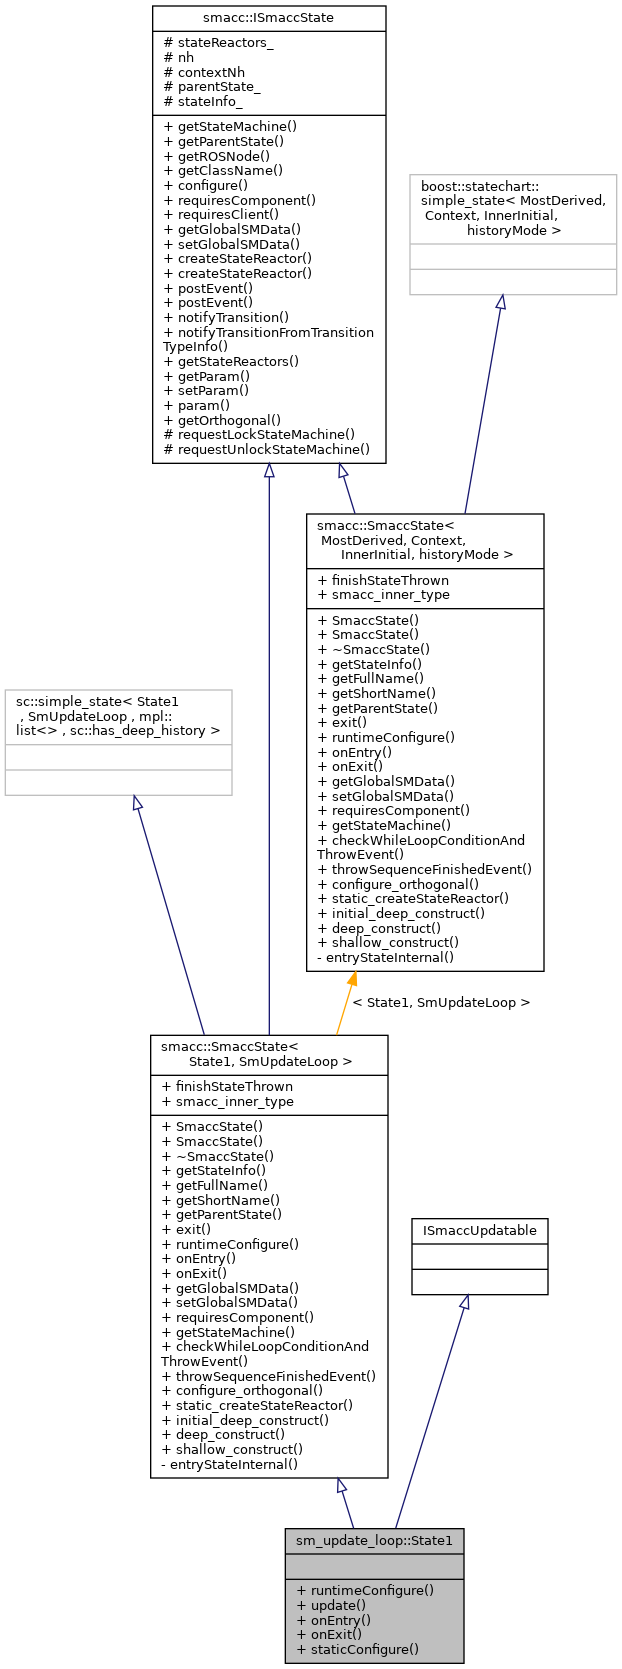 smacc::ISmaccState
# stateReactors_
# nh
# contextNh
# parentState_
# stateInfo_
+ getStateMachine()
+ getParentState()
+ getROSNode()
+ getClassName()
+ configure()
+ requiresComponent()
+ requiresClient()
+ getGlobalSMData()
+ setGlobalSMData()
+ createStateReactor()
+ createStateReactor()
+ postEvent()
+ postEvent()
+ notifyTransition()
+ notifyTransitionFromTransition
TypeInfo()
+ getStateReactors()
+ getParam()
+ setParam()
+ param()
+ getOrthogonal()
# requestLockStateMachine()
# requestUnlockStateMachine()
boost::statechart::
simple_state< MostDerived,
Context, InnerInitial,
historyMode >
smacc::SmaccState<
MostDerived, Context,
InnerInitial, historyMode >
+ finishStateThrown
+ smacc_inner_type
+ SmaccState()
+ SmaccState()
+ ~SmaccState()
+ getStateInfo()
+ getFullName()
+ getShortName()
+ getParentState()
+ exit()
+ runtimeConfigure()
+ onEntry()
+ onExit()
+ getGlobalSMData()
+ setGlobalSMData()
+ requiresComponent()
+ getStateMachine()
+ checkWhileLoopConditionAnd
ThrowEvent()
+ throwSequenceFinishedEvent()
+ configure_orthogonal()
+ static_createStateReactor()
+ initial_deep_construct()
+ deep_construct()
+ shallow_construct()
- entryStateInternal()
sc::simple_state< State1
, SmUpdateLoop , mpl::
list<> , sc::has_deep_history >
< State1, SmUpdateLoop >
smacc::SmaccState<
State1, SmUpdateLoop >
+ finishStateThrown
+ smacc_inner_type
+ SmaccState()
+ SmaccState()
+ ~SmaccState()
+ getStateInfo()
+ getFullName()
+ getShortName()
+ getParentState()
+ exit()
+ runtimeConfigure()
+ onEntry()
+ onExit()
+ getGlobalSMData()
+ setGlobalSMData()
+ requiresComponent()
+ getStateMachine()
+ checkWhileLoopConditionAnd
ThrowEvent()
+ throwSequenceFinishedEvent()
+ configure_orthogonal()
+ static_createStateReactor()
+ initial_deep_construct()
+ deep_construct()
+ shallow_construct()
- entryStateInternal()
ISmaccUpdatable
sm_update_loop::State1
+ runtimeConfigure()
+ update()
+ onEntry()
+ onExit()
+ staticConfigure()